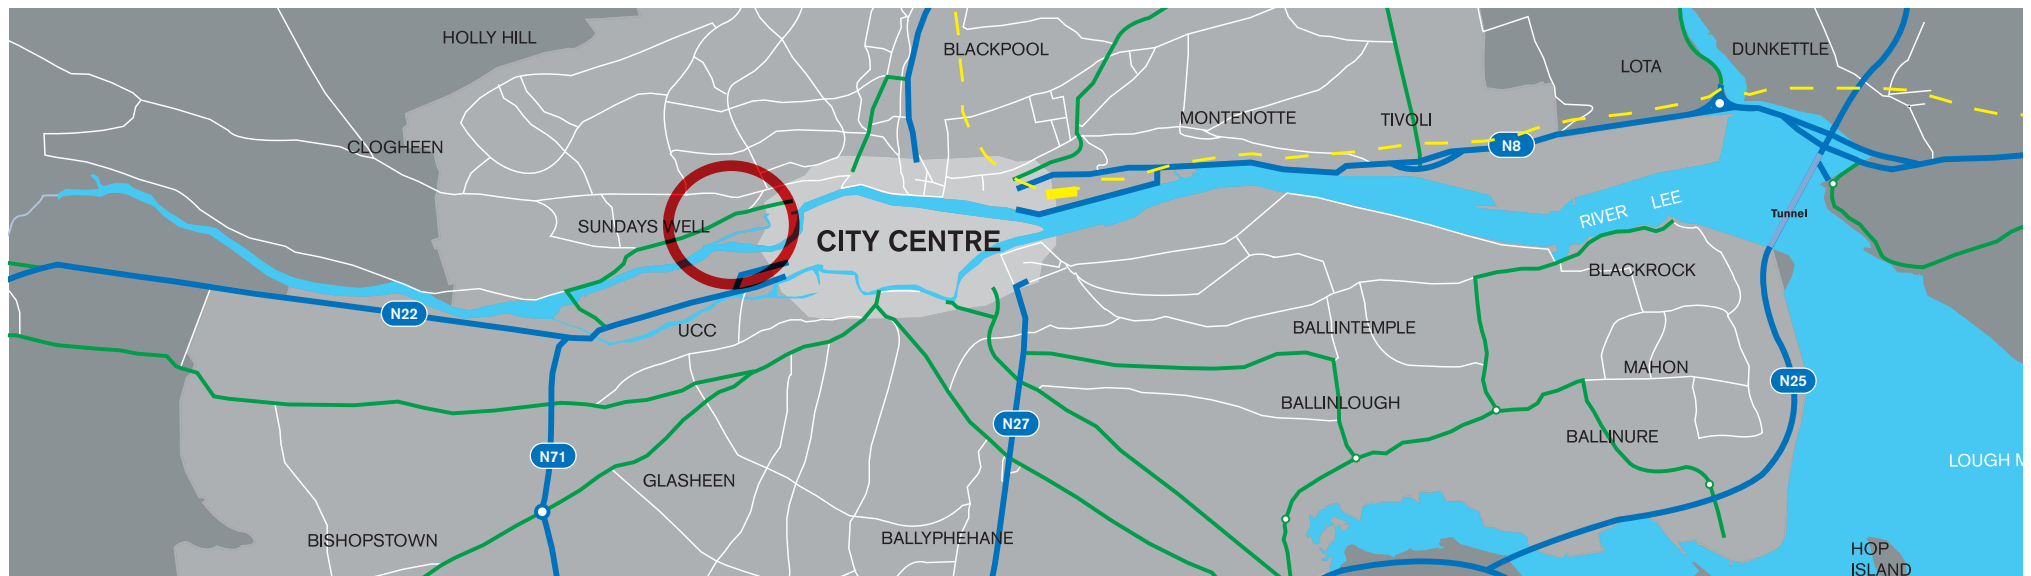 HOLLY HILL
BLACKPOOL
DUNKETTLE
LOTA
MONTENOTTE
TIVOLI
N8
CLOGHEEN
SUNDAYS WELL
CITY CENTRE
RIVER LEE
Tunnel
BLACKROCK
N22
UCC
BALLINTEMPLE
MAHON
N25
BALLINLOUGH
N27
BALLINURE
N71
LOUGH M
GLASHEEN
BISHOPSTOWN
BALLYPHEHANE
HOP
ISLAND